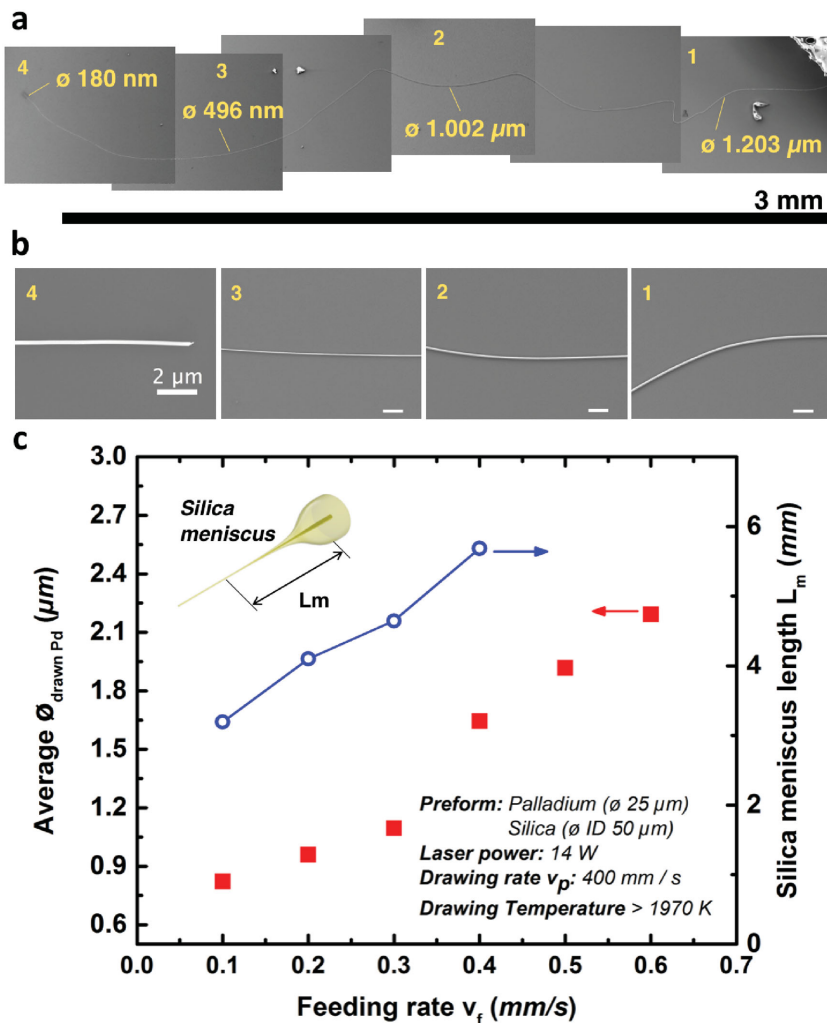 a
4
3
2
1
ø 180 nm
ø 496 nm
ø 1.002 µm
ø 1.203 µm
3 mm
b
4
3
2
1
2 µm
c
3.0
2.7
2.4
2.1
1.8
1.5
1.2
0.9
0.6
Average Ø drawn Pd (µm)
Silica
meniscus
Lm
Preform: Palladium (ø 25 µm)
Silica (ø ID 50 µm)
Laser power: 14 W
Drawing rate vp: 400 mm / s
Drawing Temperature > 1970 K
6
4
2
0
Silica meniscus length Lm (mm)
0.0 0.1 0.2 0.3 0.4 0.5 0.6 0.7
Feeding rate vf (mm/s)